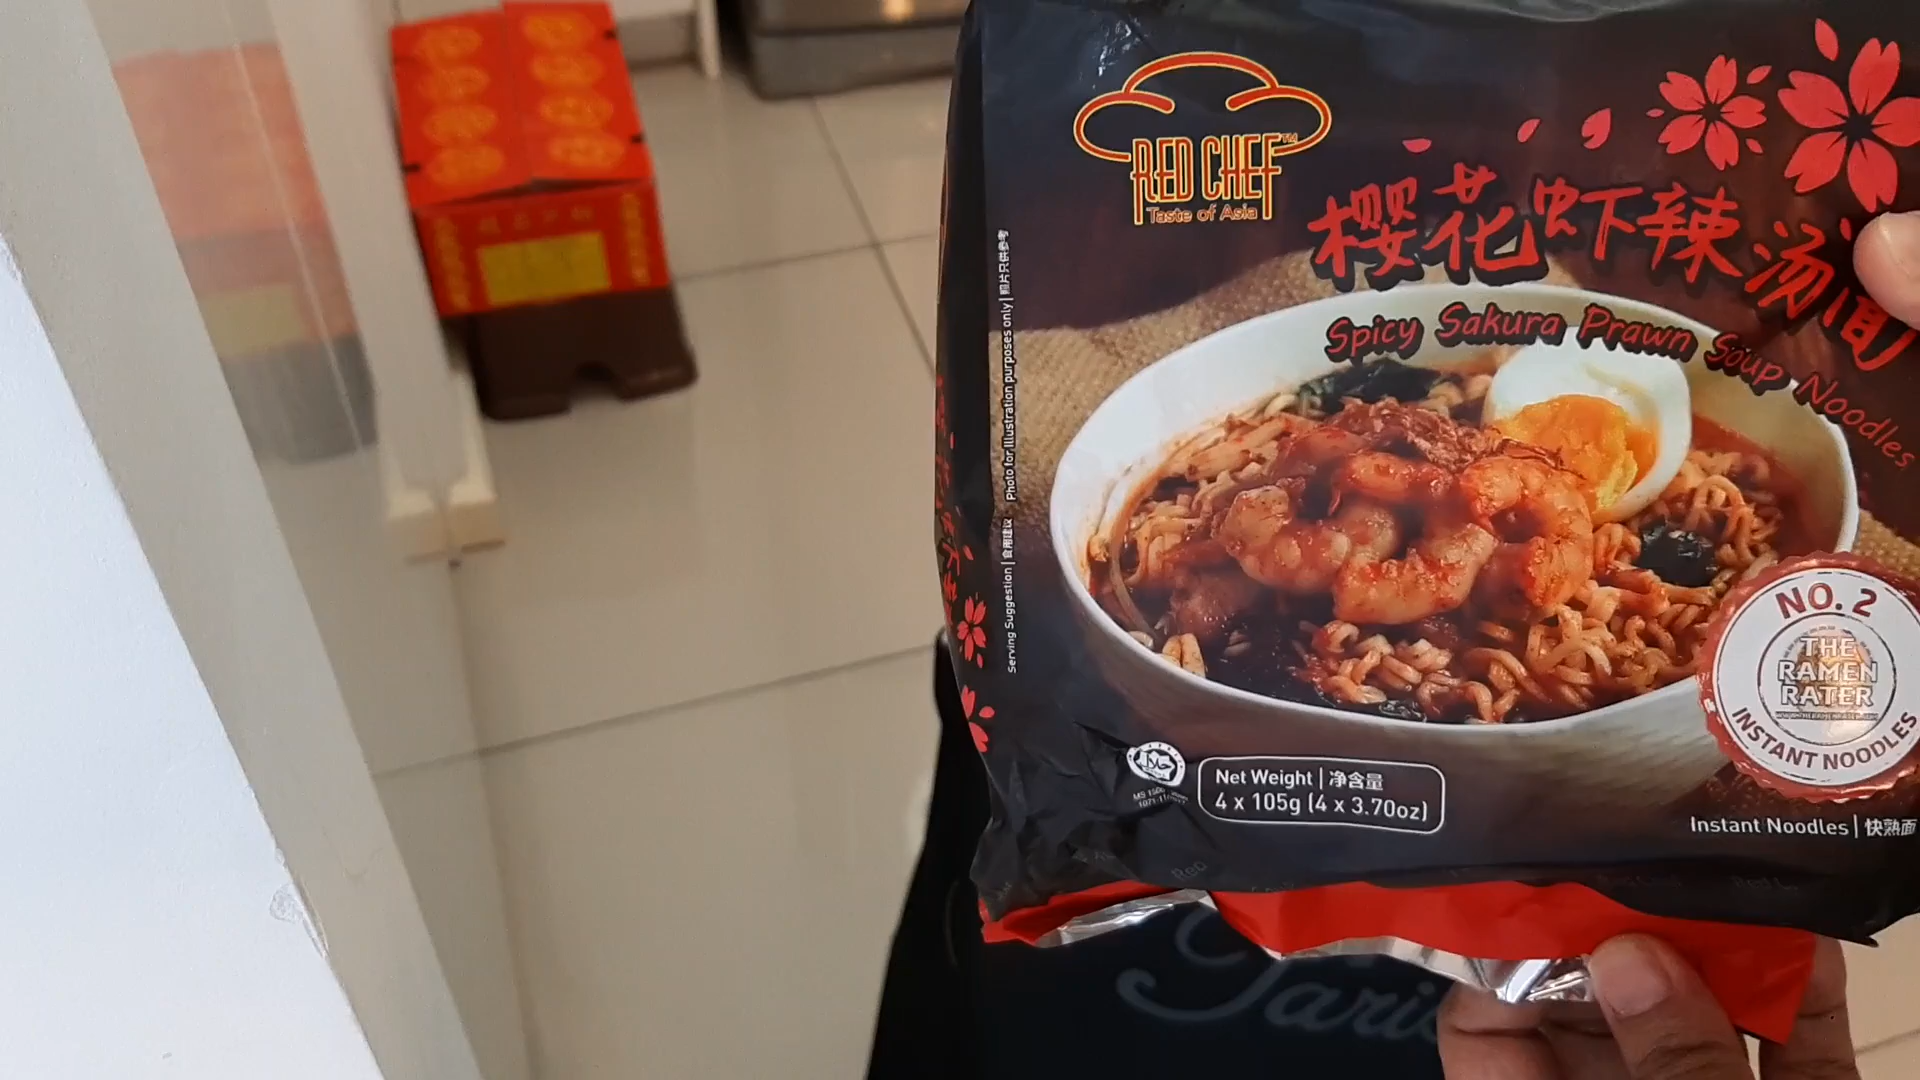 RED CHEF™
Taste of Asia
樱花虾辣汤面
Spicy Sakura Prawn Soup Noodles
Serving Suggestion | 食用建议 Photo for illustration purposes only | 照片只供参考
NO. 2
THE
RAMEN
RATER
INSTANT NOODLES
Net Weight | 净含量
4 x 105g (4 x 3.70oz)
Instant Noodles | 快熟面
Paris